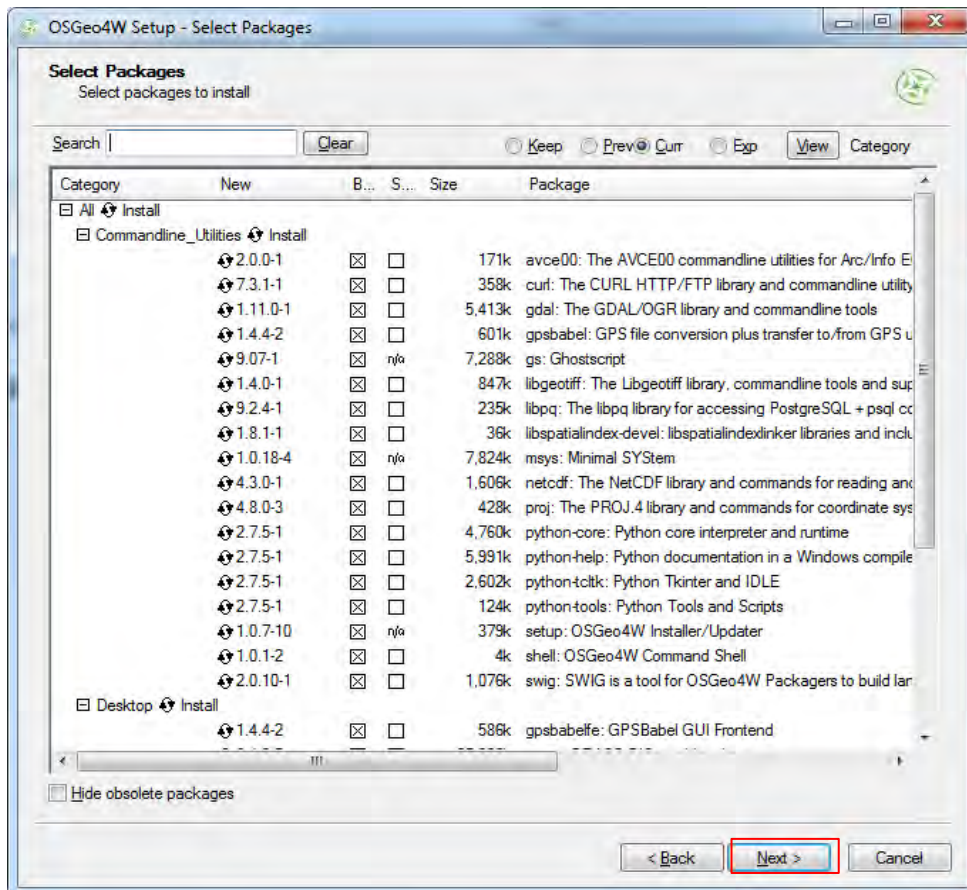 OSGeo4W Setup - Select Packages
Select Packages
Select packages to install
Search Clear Keep Prev Curr Exp View Category
Category New B... S... Size Package
All Install
Commandline_Utilities Install
2.0.0-1 171k avce00: The AVCE00 commandline utilities for Arc/Info
7.3.1-1 358k curl: The CURL HTTP/FTP library and commandline utility
1.11.0-1 5,413k gdal: The GDAL/OGR library and commandline tools
1.4.4-2 601k gpsbabel: GPS file conversion plus transfer to/from GPS
9.07-1 n/a 7,288k gs: Ghostscript
1.4.0-1 847k libgeotiff: The Libgeotiff library, commandline tools and sup
9.2.4-1 235k libpq: The libpq library for accessing PostgreSQL + psql
1.8.1-1 36k libspatialindex-devel: libspatialindexlinker libraries and inclu
1.0.18-4 n/a 7,824k msys: Minimal SYStem
4.3.0-1 1,606k netcdf: The NetCDF library and commands for reading and
4.8.0-3 428k proj: The PROJ.4 library and commands for coordinate sys
2.7.5-1 4,760k python-core: Python core interpreter and runtime
2.7.5-1 5,991k python-help: Python documentation in a Windows compile
2.7.5-1 2,602k python-tcltk: Python Tkinter and IDLE
2.7.5-1 124k python-tools: Python Tools and Scripts
1.0.7-10 n/a 379k setup: OSGeo4W Installer/Updater
1.0.1-2 4k shell: OSGeo4W Command Shell
2.0.10-1 1,076k swig: SWIG is a tool for OSGeo4W Packagers to build lan
Desktop Install
1.4.4-2 586k gpsbabelfe: GPSBabel GUI Frontend
Hide obsolete packages
< Back Next > Cancel